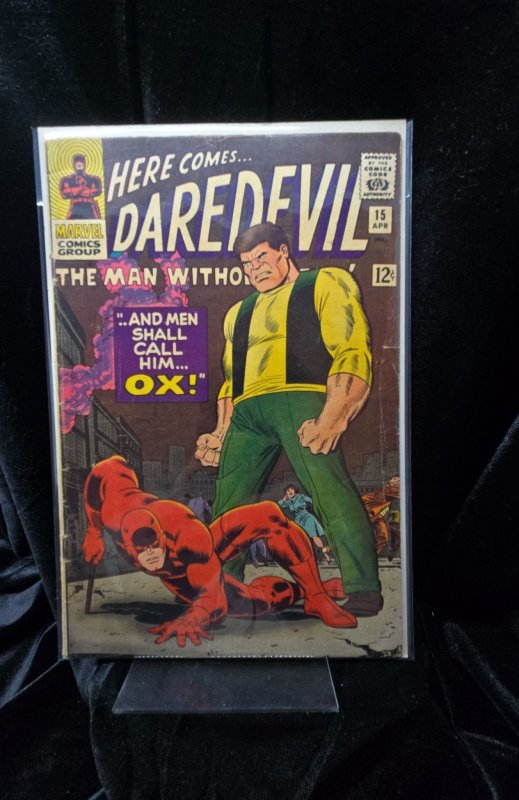 HERE COMES...
DAREDEVIL
THE MAN WITHO
MARVEL
COMICS
GROUP
APPROVED
BY THE
COMICS
CODE
AUTHORITY
15
APR
12¢
"..AND MEN
SHALL
CALL
HIM...
OX!"